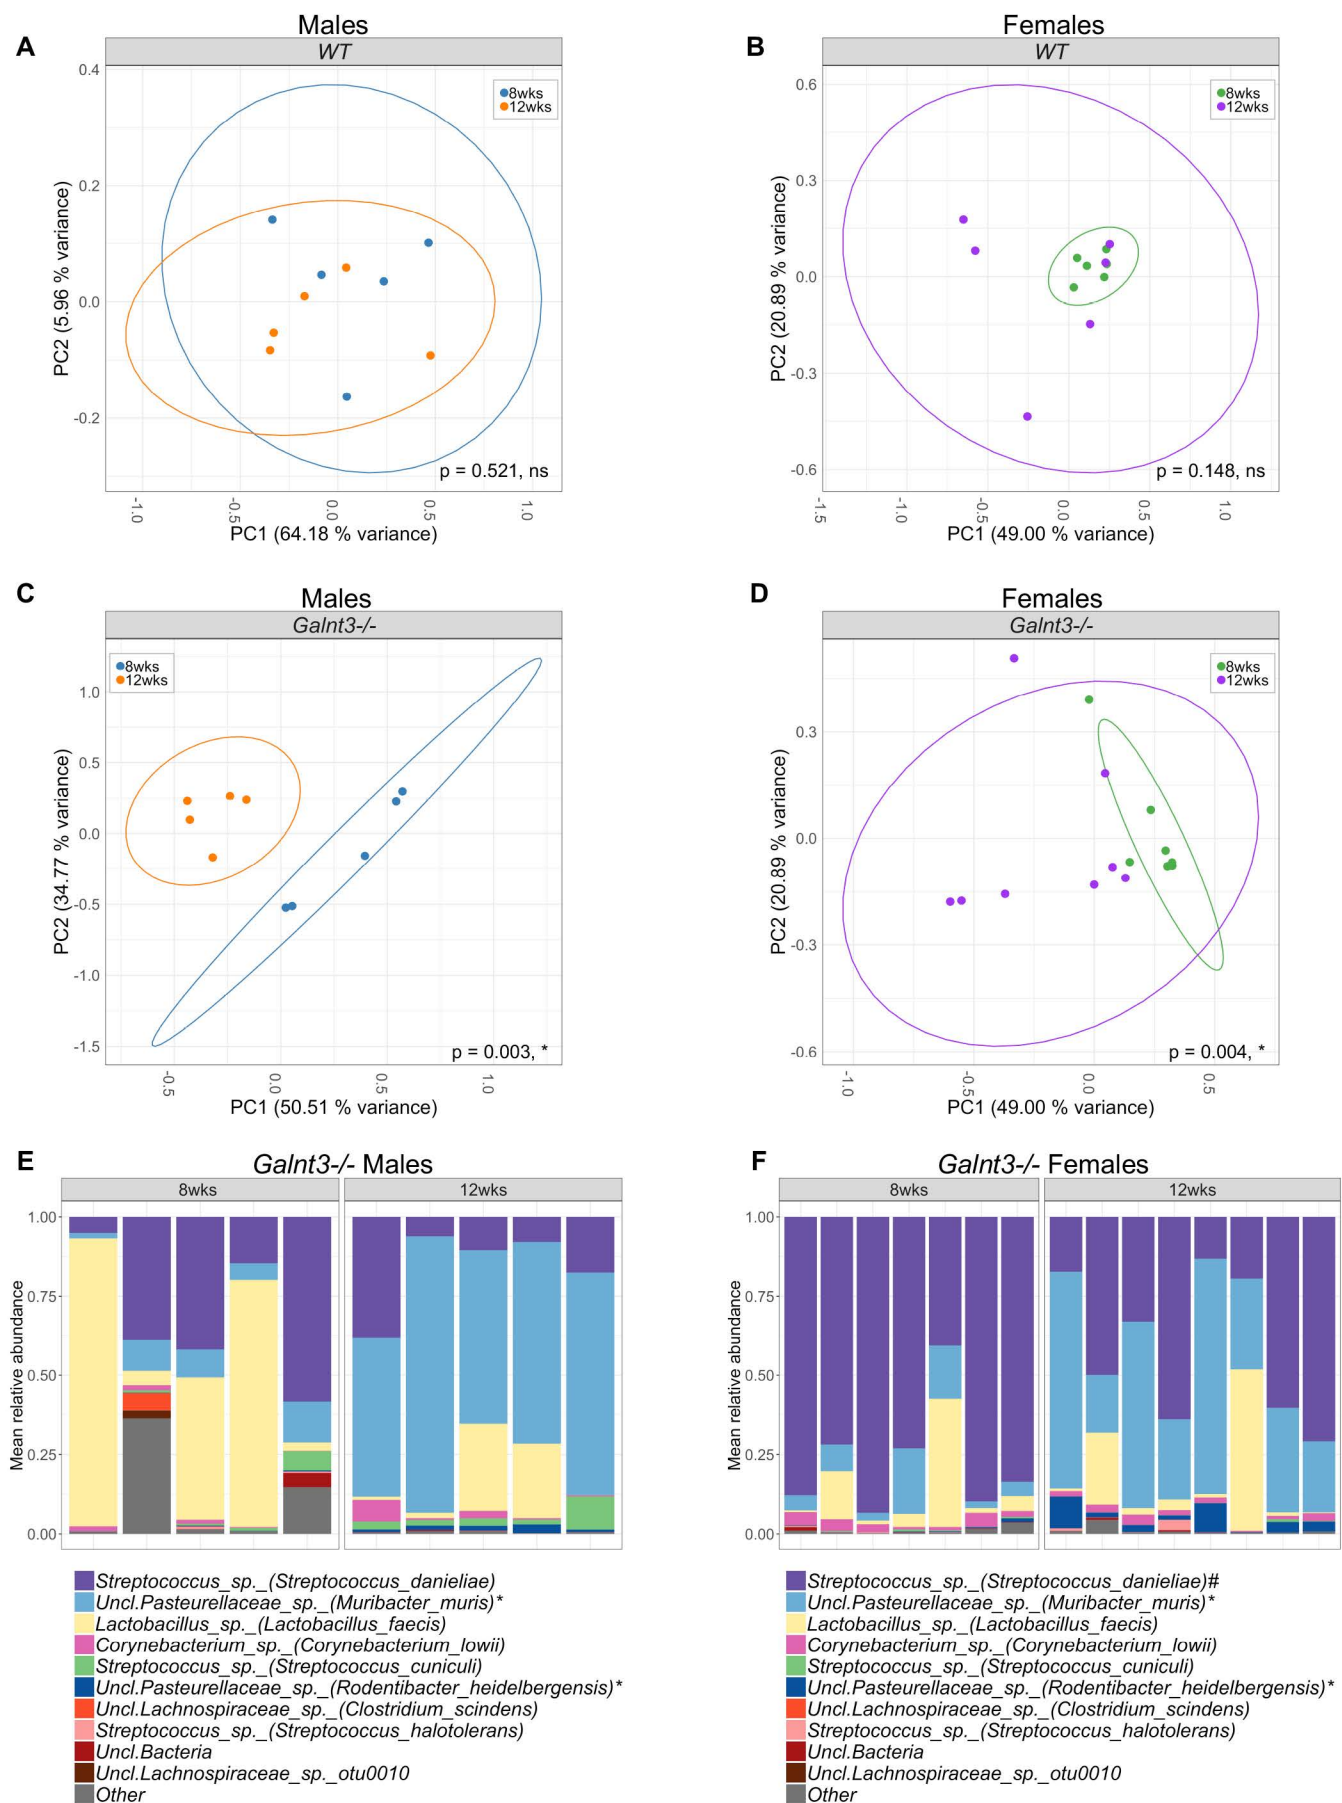 Males
A
WT
8wks
12wks
0.4
0.2
0.0
-0.2
PC2 (5.96 % variance)
p = 0.521, ns
-1.0
-0.5
0.0
0.5
1.0
PC1 (64.18 % variance)
Females
B
WT
8wks
12wks
0.6
0.3
0.0
-0.3
-0.6
PC2 (20.89 % variance)
p = 0.148, ns
-1.5
-1.0
-0.5
0.0
0.5
1.0
PC1 (49.00 % variance)
C
Males
Galnt3-/-
8wks
12wks
1.0
0.5
0.0
-0.5
-1.0
-1.5
PC2 (34.77 % variance)
p = 0.003, *
-0.5
0.0
0.5
1.0
PC1 (50.51 % variance)
D
Females
Galnt3-/-
8wks
12wks
0.3
0.0
-0.3
-0.6
PC2 (20.89 % variance)
p = 0.004, *
-1.0
-0.5
0.0
0.5
PC1 (49.00 % variance)
E
Galnt3-/- Males
8wks
12wks
1.00
0.75
0.50
0.25
0.00
Mean relative abundance
Streptococcus_sp._(Streptococcus_danieliae)
Uncl.Pasteurellaceae_sp._(Muribacter_muris)*
Lactobacillus_sp._(Lactobacillus_faecis)
Corynebacterium_sp._(Corynebacterium_lowii)
Streptococcus_sp._(Streptococcus_cuniculi)
Uncl.Pasteurellaceae_sp._(Rodentibacter_heidelbergensis)*
Uncl.Lachnospiraceae_sp._(Clostridium_scindens)
Streptococcus_sp._(Streptococcus_halotolerans)
Uncl.Bacteria
Uncl.Lachnospiraceae_sp._otu0010
Other
F
Galnt3-/- Females
8wks
12wks
1.00
0.75
0.50
0.25
0.00
Mean relative abundance
Streptococcus_sp._(Streptococcus_danieliae)#
Uncl.Pasteurellaceae_sp._(Muribacter_muris)*
Lactobacillus_sp._(Lactobacillus_faecis)
Corynebacterium_sp._(Corynebacterium_lowii)
Streptococcus_sp._(Streptococcus_cuniculi)
Uncl.Pasteurellaceae_sp._(Rodentibacter_heidelbergensis)*
Uncl.Lachnospiraceae_sp._(Clostridium_scindens)
Streptococcus_sp._(Streptococcus_halotolerans)
Uncl.Bacteria
Uncl.Lachnospiraceae_sp._otu0010
Other